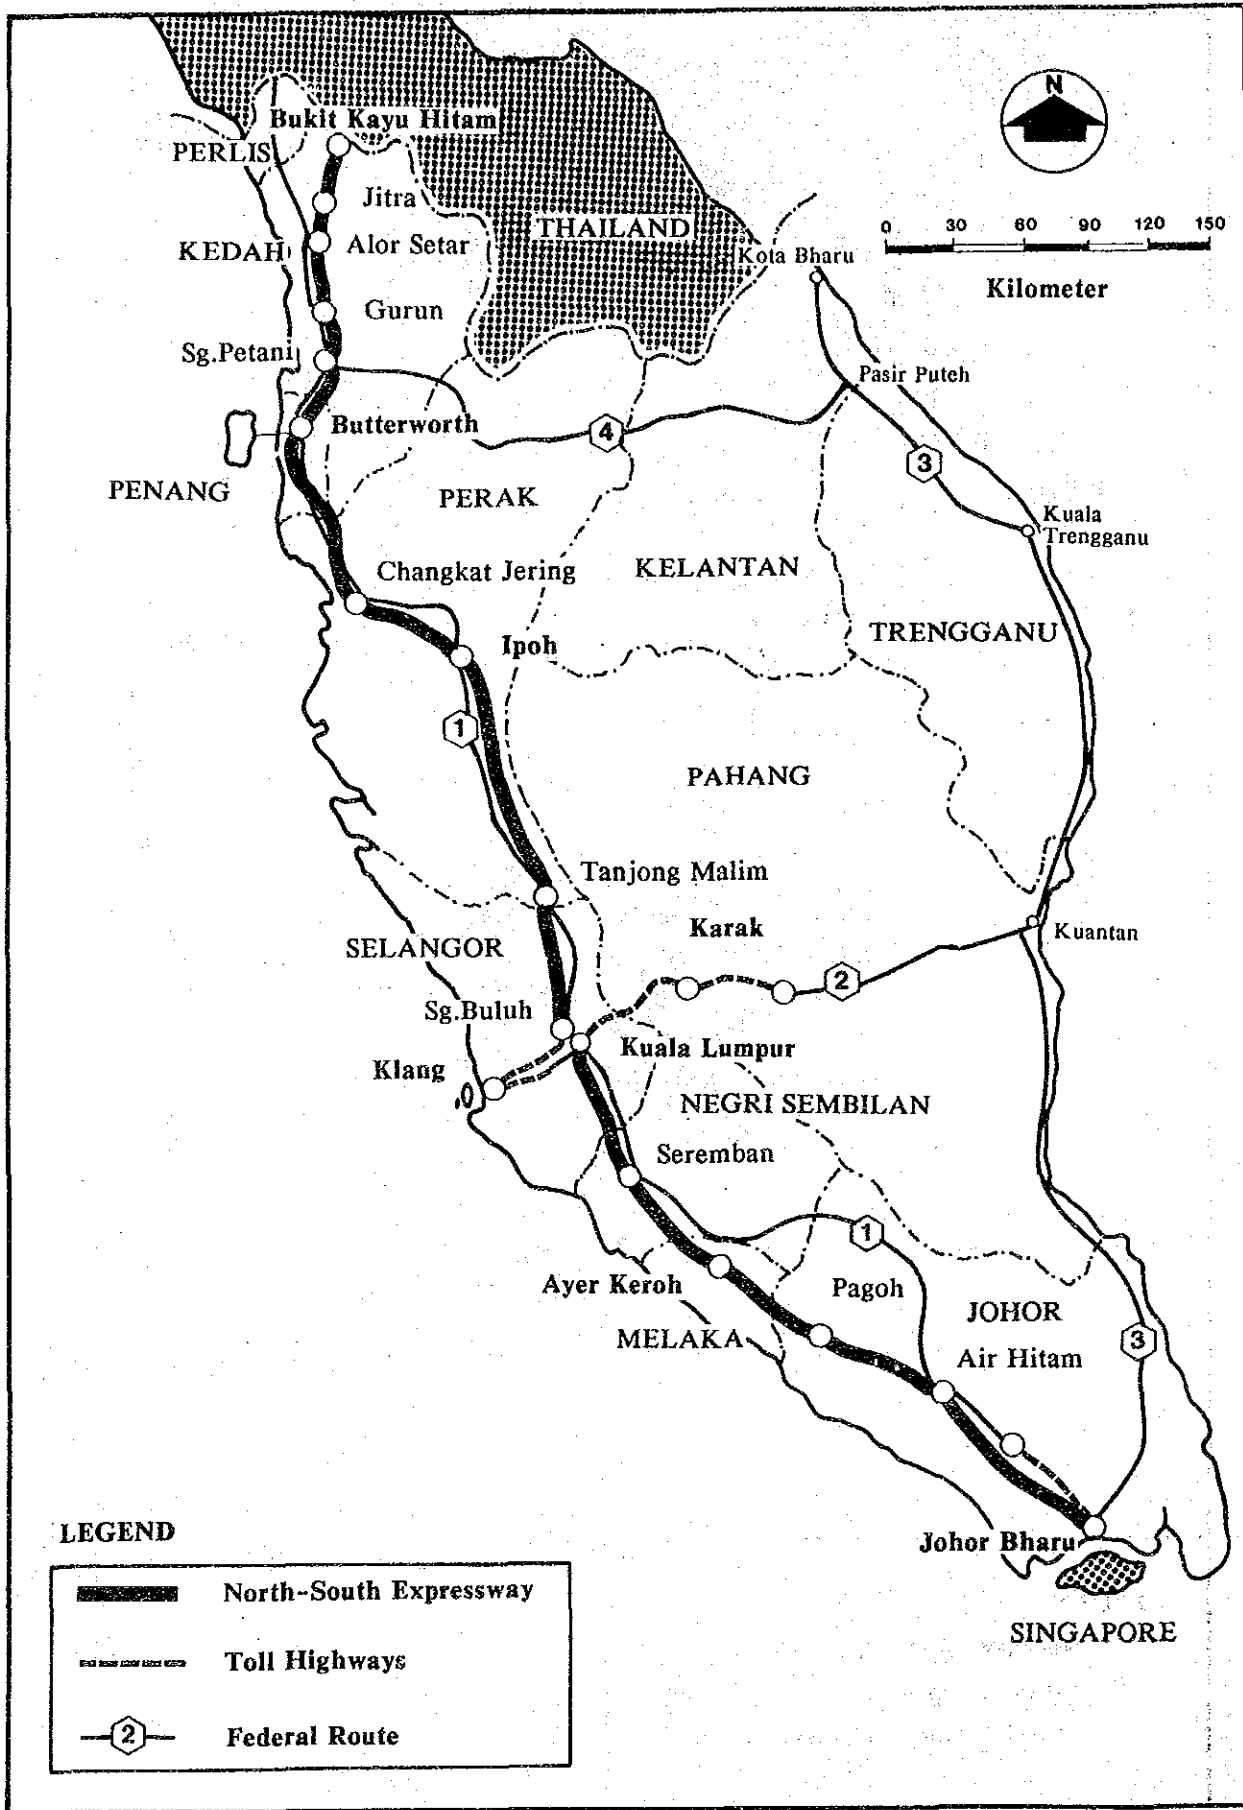 N
Bukit Kayu Hitam
PERLIS
Jitra
THAILAND
0 30 60 90 120 150
Kilometer
KEDAH
Alor Setar
Kota Bharu
Gurun
Sg.Petani
Pasir Puteh
Butterworth
4
3
PENANG
PERAK
Kuala
Trengganu
Changkat Jering
KELANTAN
TRENGGANU
Ipoh
1
PAHANG
Tanjong Malim
Karak
Kuantan
SELANGOR
2
Sg.Buluh
Kuala Lumpur
Klang
NEGRI SEMBILAN
Seremban
1
Ayer Keroh
Pagoh
JOHOR
MELAKA
3
Air Hitam
Johor Bharu
SINGAPORE
LEGEND
North-South Expressway
Toll Highways
2
Federal Route